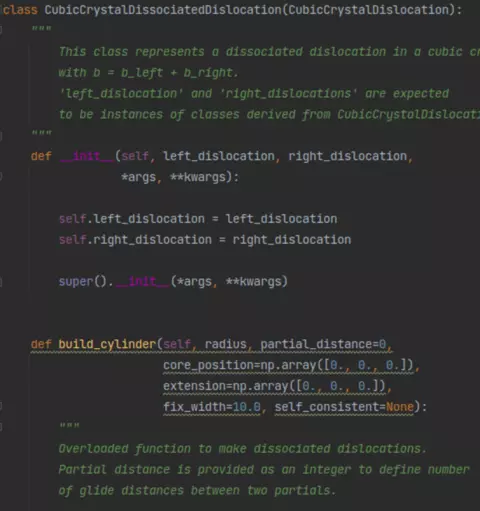 class CubicCrystalDissociatedDislocation(CubicCrystalDislocation):
"""
This class represents a dissociated dislocation in a cubic
with b = b_left + b_right.
'left_dislocation' and 'right_dislocations' are expected
to be instances of classes derived from
"""
def __init__(self, left_dislocation, right_dislocation,
*args, **kwargs):
self.left_dislocation = left_dislocation
self.right_dislocation = right_dislocation
super().__init__(*args, **kwargs)
def build_cylinder(self, radius, partial_distance=0,
core_position=np.array([0., 0., 0.]),
extension=np.array([0., 0., 0.]),
fix_width=10.0, self_consistent=None):
"""
Overloaded function to make dissociated dislocations.
Partial distance is provided as an integer to define number
of glide distances between two partials.